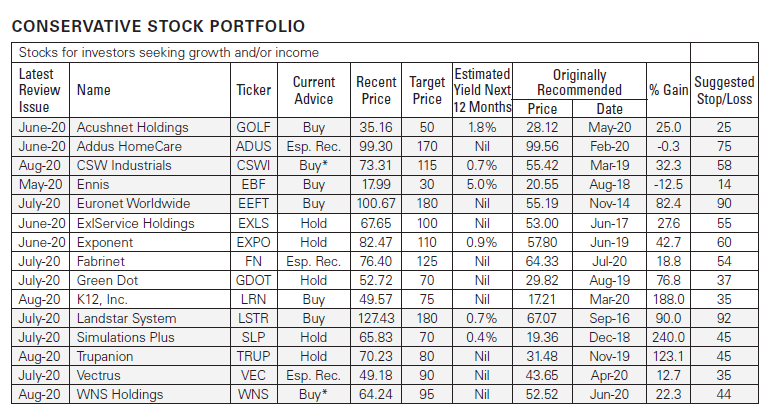 CONSERVATIVE STOCK PORTFOLIO
Stocks for investors seeking growth and/or income
Latest Review Issue Name Ticker Current Advice Recent Price Target Price Estimated Yield Next 12 Months Originally Recommended Price Date % Gain Suggested Stop/Loss
June-20 Acushnet Holdings GOLF Buy 35.16 50 1.8% 28.12 May-20 25.0 25
June-20 Addus HomeCare ADUS Esp. Rec. 99.30 170 Nil 99.56 Feb-20 -0.3 75
Aug-20 CSW Industrials CSWI Buy* 73.31 115 0.7% 55.42 Mar-19 32.3 58
May-20 Ennis EBF Buy 17.99 30 5.0% 20.55 Aug-18 -12.5 14
July-20 Euronet Worldwide EEFT Buy 100.67 180 Nil 55.19 Nov-14 82.4 90
June-20 ExlService Holdings EXLS Hold 67.65 100 Nil 53.00 Jun-17 27.6 55
June-20 Exponent EXPO Hold 82.47 110 0.9% 57.80 Jun-19 42.7 60
July-20 Fabrinet FN Esp. Rec. 76.40 125 Nil 64.33 Jul-20 18.8 54
July-20 Green Dot GDOT Hold 52.72 70 Nil 29.82 Aug-19 76.8 37
Aug-20 K12, Inc. LRN Buy 49.57 75 Nil 17.21 Mar-20 188.0 35
July-20 Landstar System LSTR Buy 127.43 180 0.7% 67.07 Sep-16 90.0 92
July-20 Simulations Plus SLP Hold 65.83 70 0.4% 19.36 Dec-18 240.0 45
Aug-20 Trupanion TRUP Hold 70.23 80 Nil 31.48 Nov-19 123.1 45
July-20 Vectrus VEC Esp. Rec. 49.18 90 Nil 43.65 Apr-20 12.7 35
Aug-20 WNS Holdings WNS Buy* 64.24 95 Nil 52.52 Jun-20 22.3 44